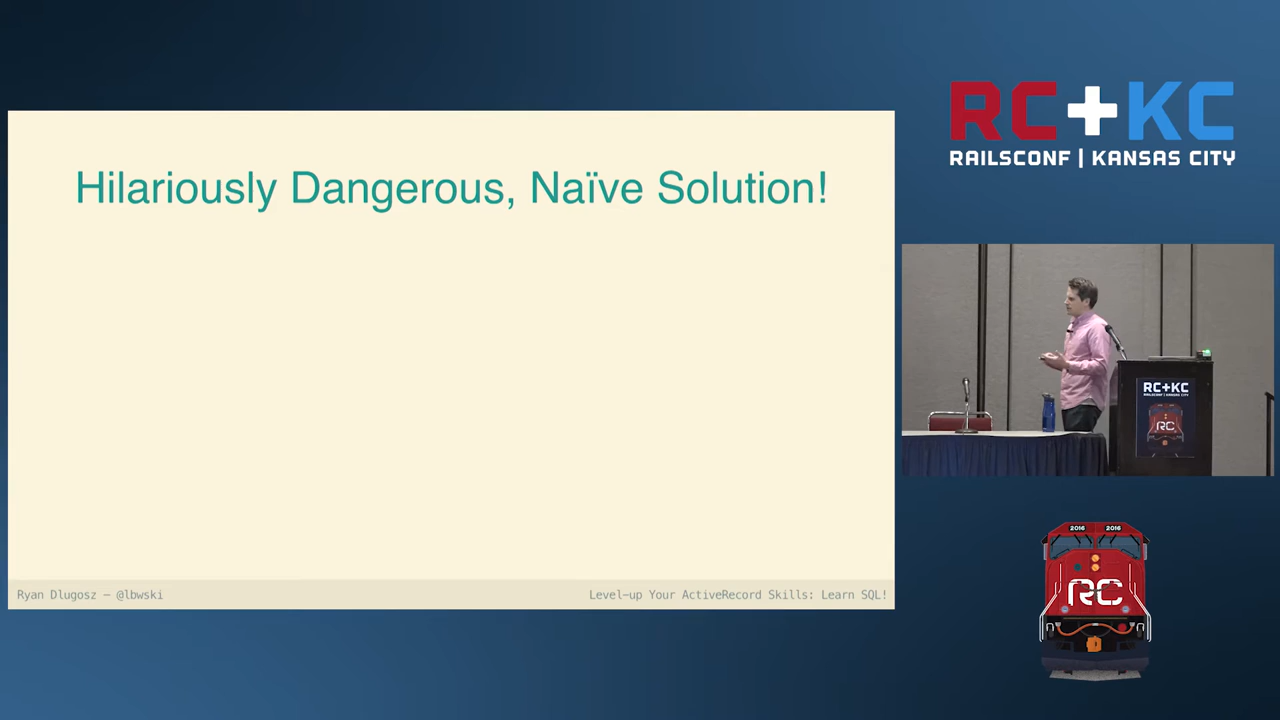 Hilariously Dangerous, Naïve Solution!
Ryan Dlugosz — @lbwski
Level-up Your ActiveRecord Skills: Learn SQL!
RC+KC
RAILSCONF | KANSAS CITY
RC+KC
RAILSCONF | KANSAS CITY
RC
2016 2016
RC